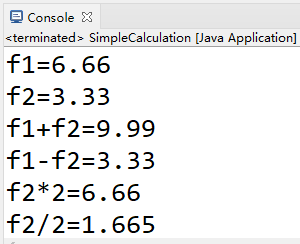 Console
<terminated> SimpleCalculation [Java Application]
f1=6.66
f2=3.33
f1+f2=9.99
f1-f2=3.33
f2*2=6.66
f2/2=1.665